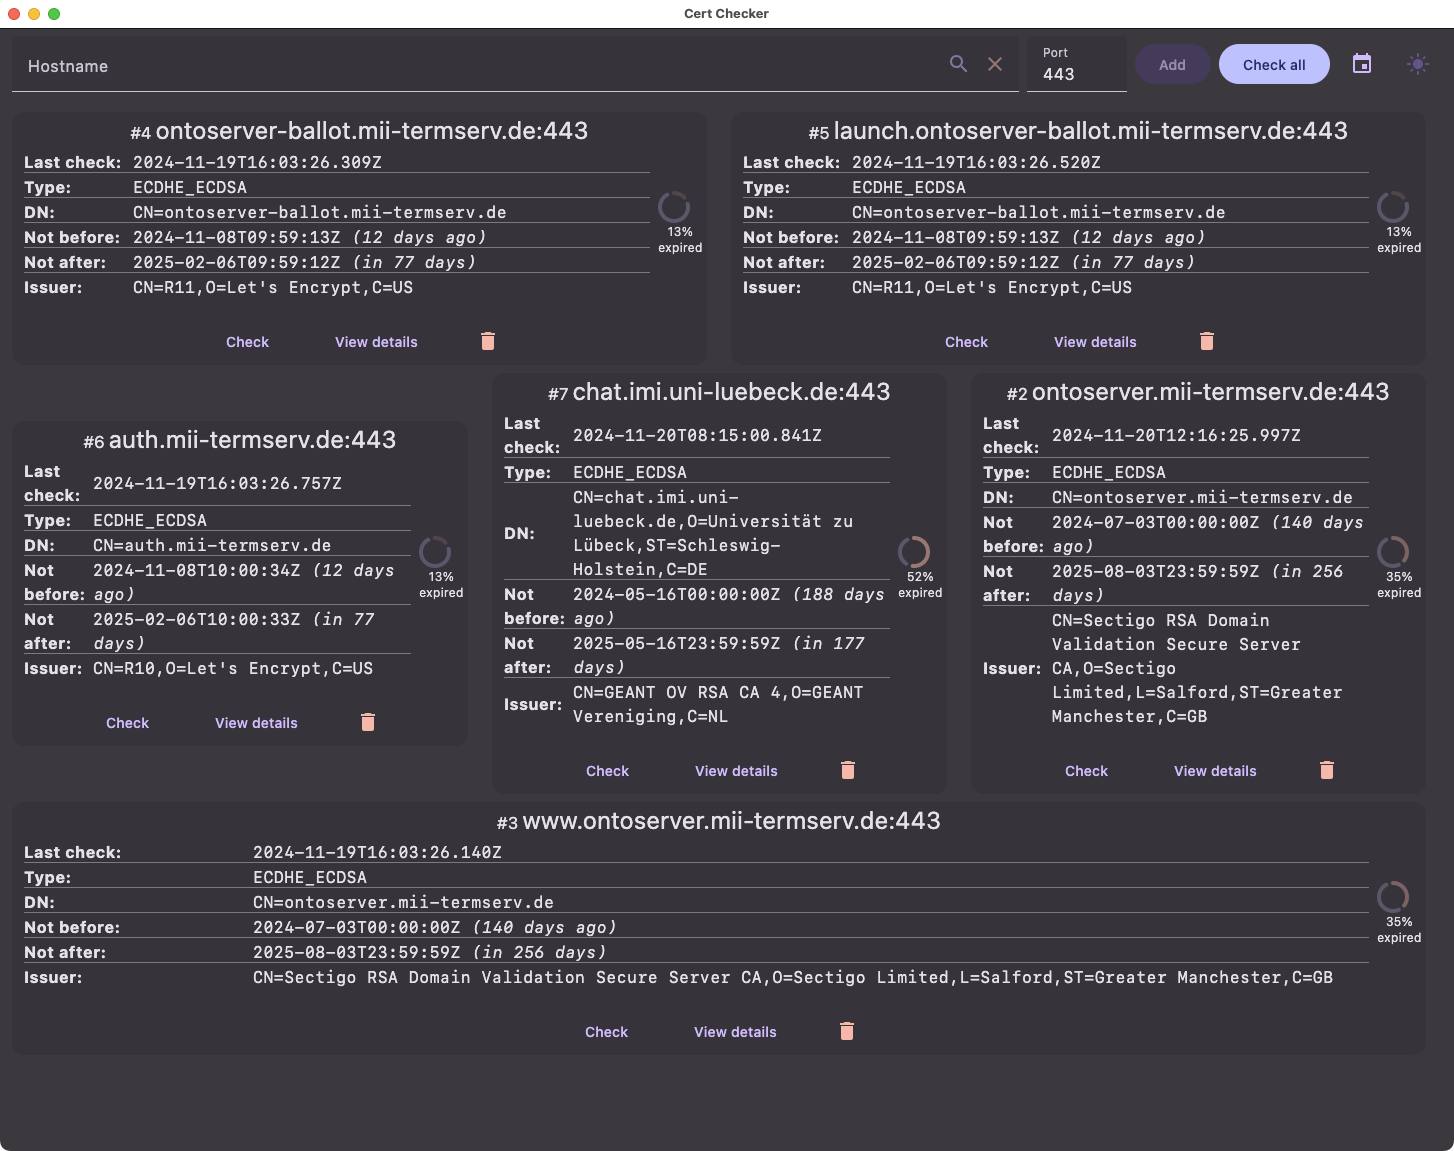 Cert Checker
Hostname
Port
443
Add
Check all
#4 ontoserver-ballot.mii-termserv.de:443
Last check: 2024-11-19T16:03:26.309Z
Type: ECDHE_ECDSA
DN: CN=ontoserver-ballot.mii-termserv.de
Not before: 2024-11-08T09:59:13Z (12 days ago)
Not after: 2025-02-06T09:59:12Z (in 77 days)
Issuer: CN=R11,O=Let's Encrypt,C=US
13%
expired
Check View details
#5 launch.ontoserver-ballot.mii-termserv.de:443
Last check: 2024-11-19T16:03:26.520Z
Type: ECDHE_ECDSA
DN: CN=ontoserver-ballot.mii-termserv.de
Not before: 2024-11-08T09:59:13Z (12 days ago)
Not after: 2025-02-06T09:59:12Z (in 77 days)
Issuer: CN=R11,O=Let's Encrypt,C=US
13%
expired
Check View details
#6 auth.mii-termserv.de:443
Last
check: 2024-11-19T16:03:26.757Z
Type: ECDHE_ECDSA
DN: CN=auth.mii-termserv.de
Not before: 2024-11-08T10:00:34Z (12 days
ago)
Not after: 2025-02-06T10:00:33Z (in 77
days)
Issuer: CN=R10,O=Let's Encrypt,C=US
13%
expired
Check View details
#7 chat.imi.uni-luebeck.de:443
Last
check: 2024-11-20T08:15:00.841Z
Type: ECDHE_ECDSA
DN: CN=chat.imi.uni-
luebeck.de,O=Universität zu
Lübeck,ST=Schleswig-
Holstein,C=DE
Not before: 2024-05-16T00:00:00Z (188 days
ago)
Not after: 2025-05-16T23:59:59Z (in 177
days)
Issuer: CN=GEANT OV RSA CA 4,O=GEANT
Vereniging,C=NL
52%
expired
Check View details
#2 ontoserver.mii-termserv.de:443
Last
check: 2024-11-20T12:16:25.997Z
Type: ECDHE_ECDSA
DN: CN=ontoserver.mii-termserv.de
Not before: 2024-07-03T00:00:00Z (140 days
ago)
Not after: 2025-08-03T23:59:59Z (in 256
days)
Issuer: CN=Sectigo RSA Domain
Validation Secure Server
CA,O=Sectigo
Limited,L=Salford,ST=Greater
Manchester,C=GB
35%
expired
Check View details
#3 www.ontoserver.mii-termserv.de:443
Last check: 2024-11-19T16:03:26.140Z
Type: ECDHE_ECDSA
DN: CN=ontoserver.mii-termserv.de
Not before: 2024-07-03T00:00:00Z (140 days ago)
Not after: 2025-08-03T23:59:59Z (in 256 days)
Issuer: CN=Sectigo RSA Domain Validation Secure Server CA,O=Sectigo Limited,L=Salford,ST=Greater Manchester,C=GB
35%
expired
Check View details